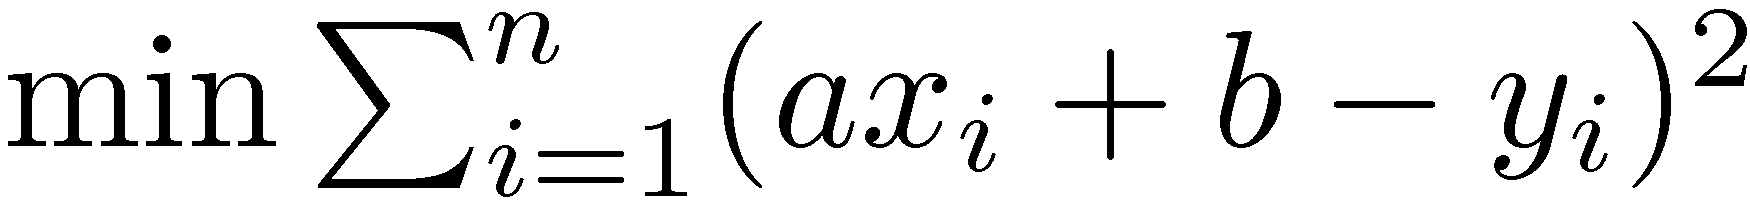 min ∑_{i=1}^{n}(ax_i + b − y_i)^2